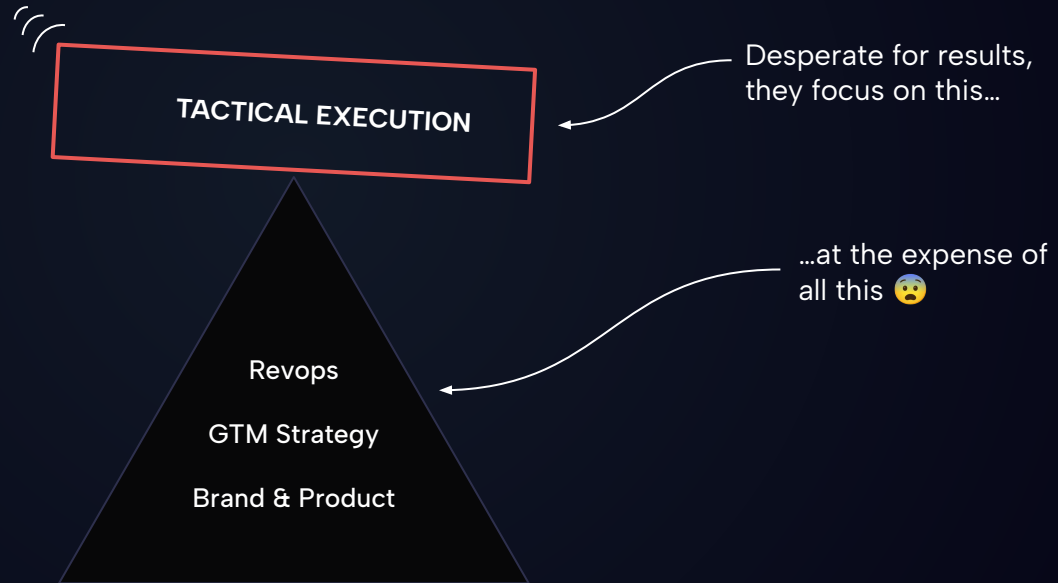 Desperate for results,
they focus on this...
TACTICAL EXECUTION
...at the expense of
all this 😨
Revops
GTM Strategy
Brand & Product